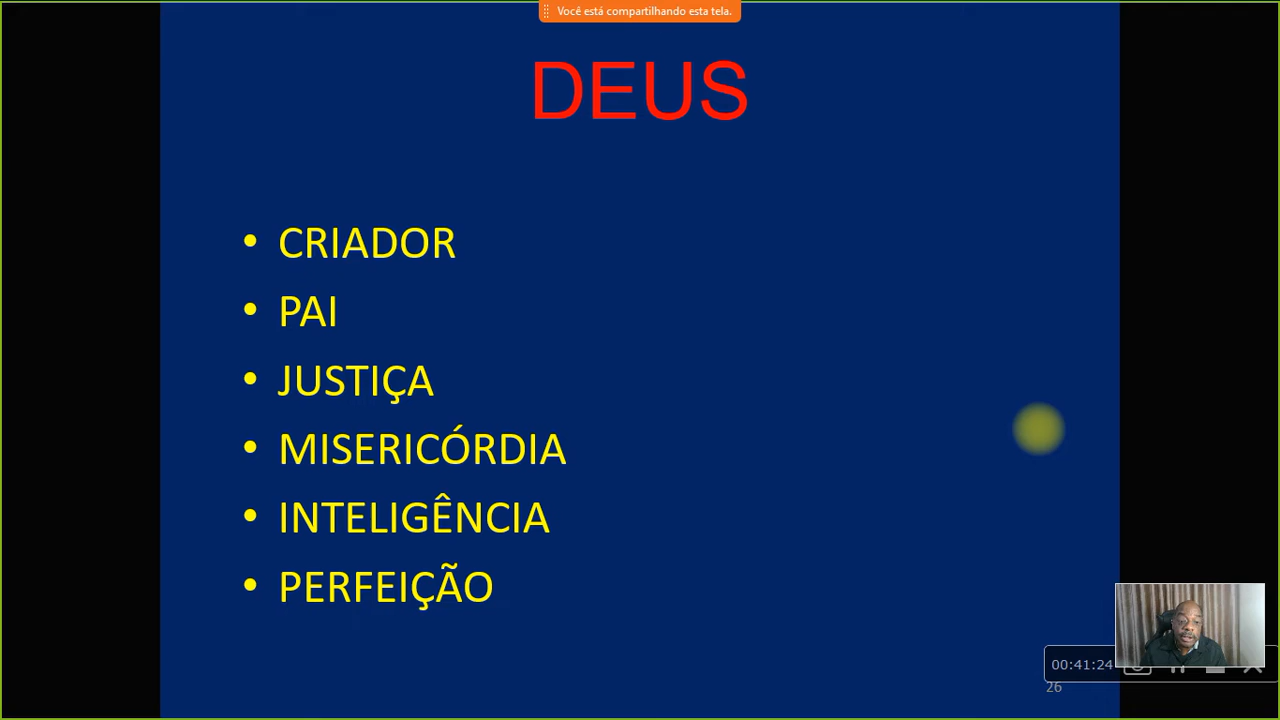 Você está compartilhando esta tela.
DEUS
• CRIADOR
• PAI
• JUSTIÇA
• MISERICÓRDIA
• INTELIGÊNCIA
• PERFEIÇÃO
00:41:24
26